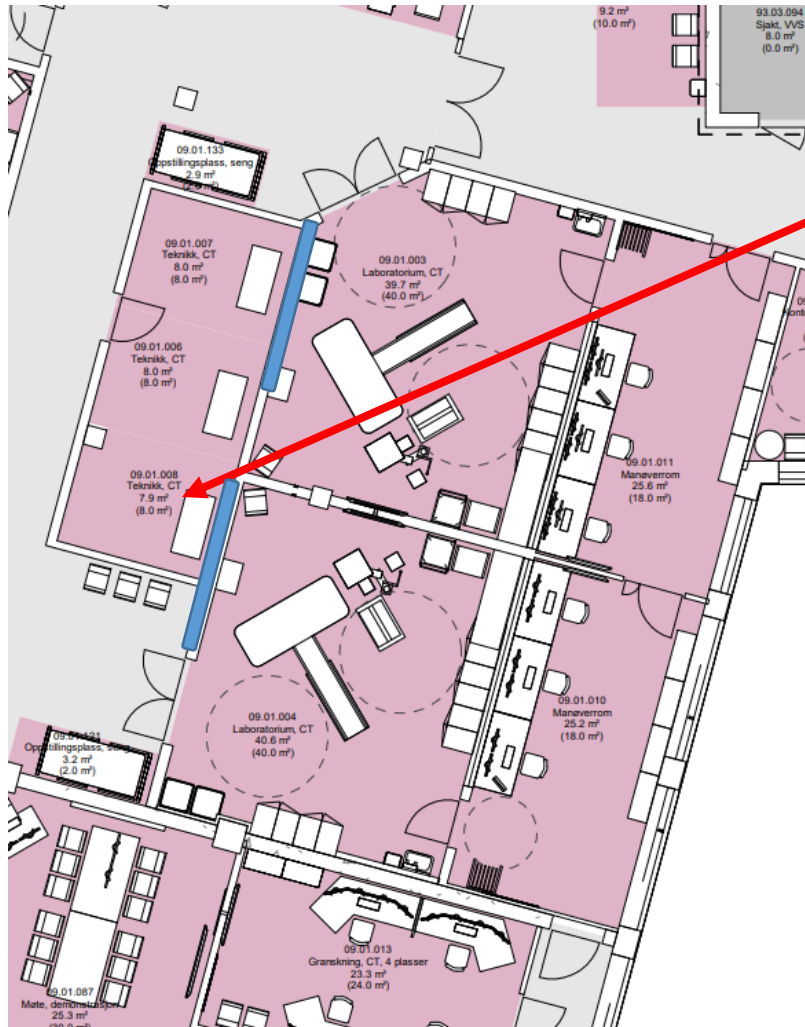 9.2 m²
(10.0 m²)
93.03.094
Sjakt, VVS
8.0 m²
(0.0 m²)
09.01.133
Oppstillingsplass, seng
2.9 m²
09.01.007
Teknikk, CT
8.0 m²
(8.0 m²)
09.01.003
Laboratorium, CT
39.7 m²
(40.0 m²)
09.01.006
Teknikk, CT
8.0 m²
(8.0 m²)
09.01.008
Teknikk, CT
7.9 m²
(8.0 m²)
09.01.011
Manøverrom
25.6 m²
(18.0 m²)
09.01.004
Laboratorium, CT
40.6 m²
(40.0 m²)
09.01.010
Manøverrom
25.2 m²
(18.0 m²)
09.01.121
Oppstillingsplass, seng
3.2 m²
(2.0 m²)
09.01.013
Granskning, CT, 4 plasser
23.3 m²
(24.0 m²)
09.01.087
Møte, demonstrasjon
25.3 m²